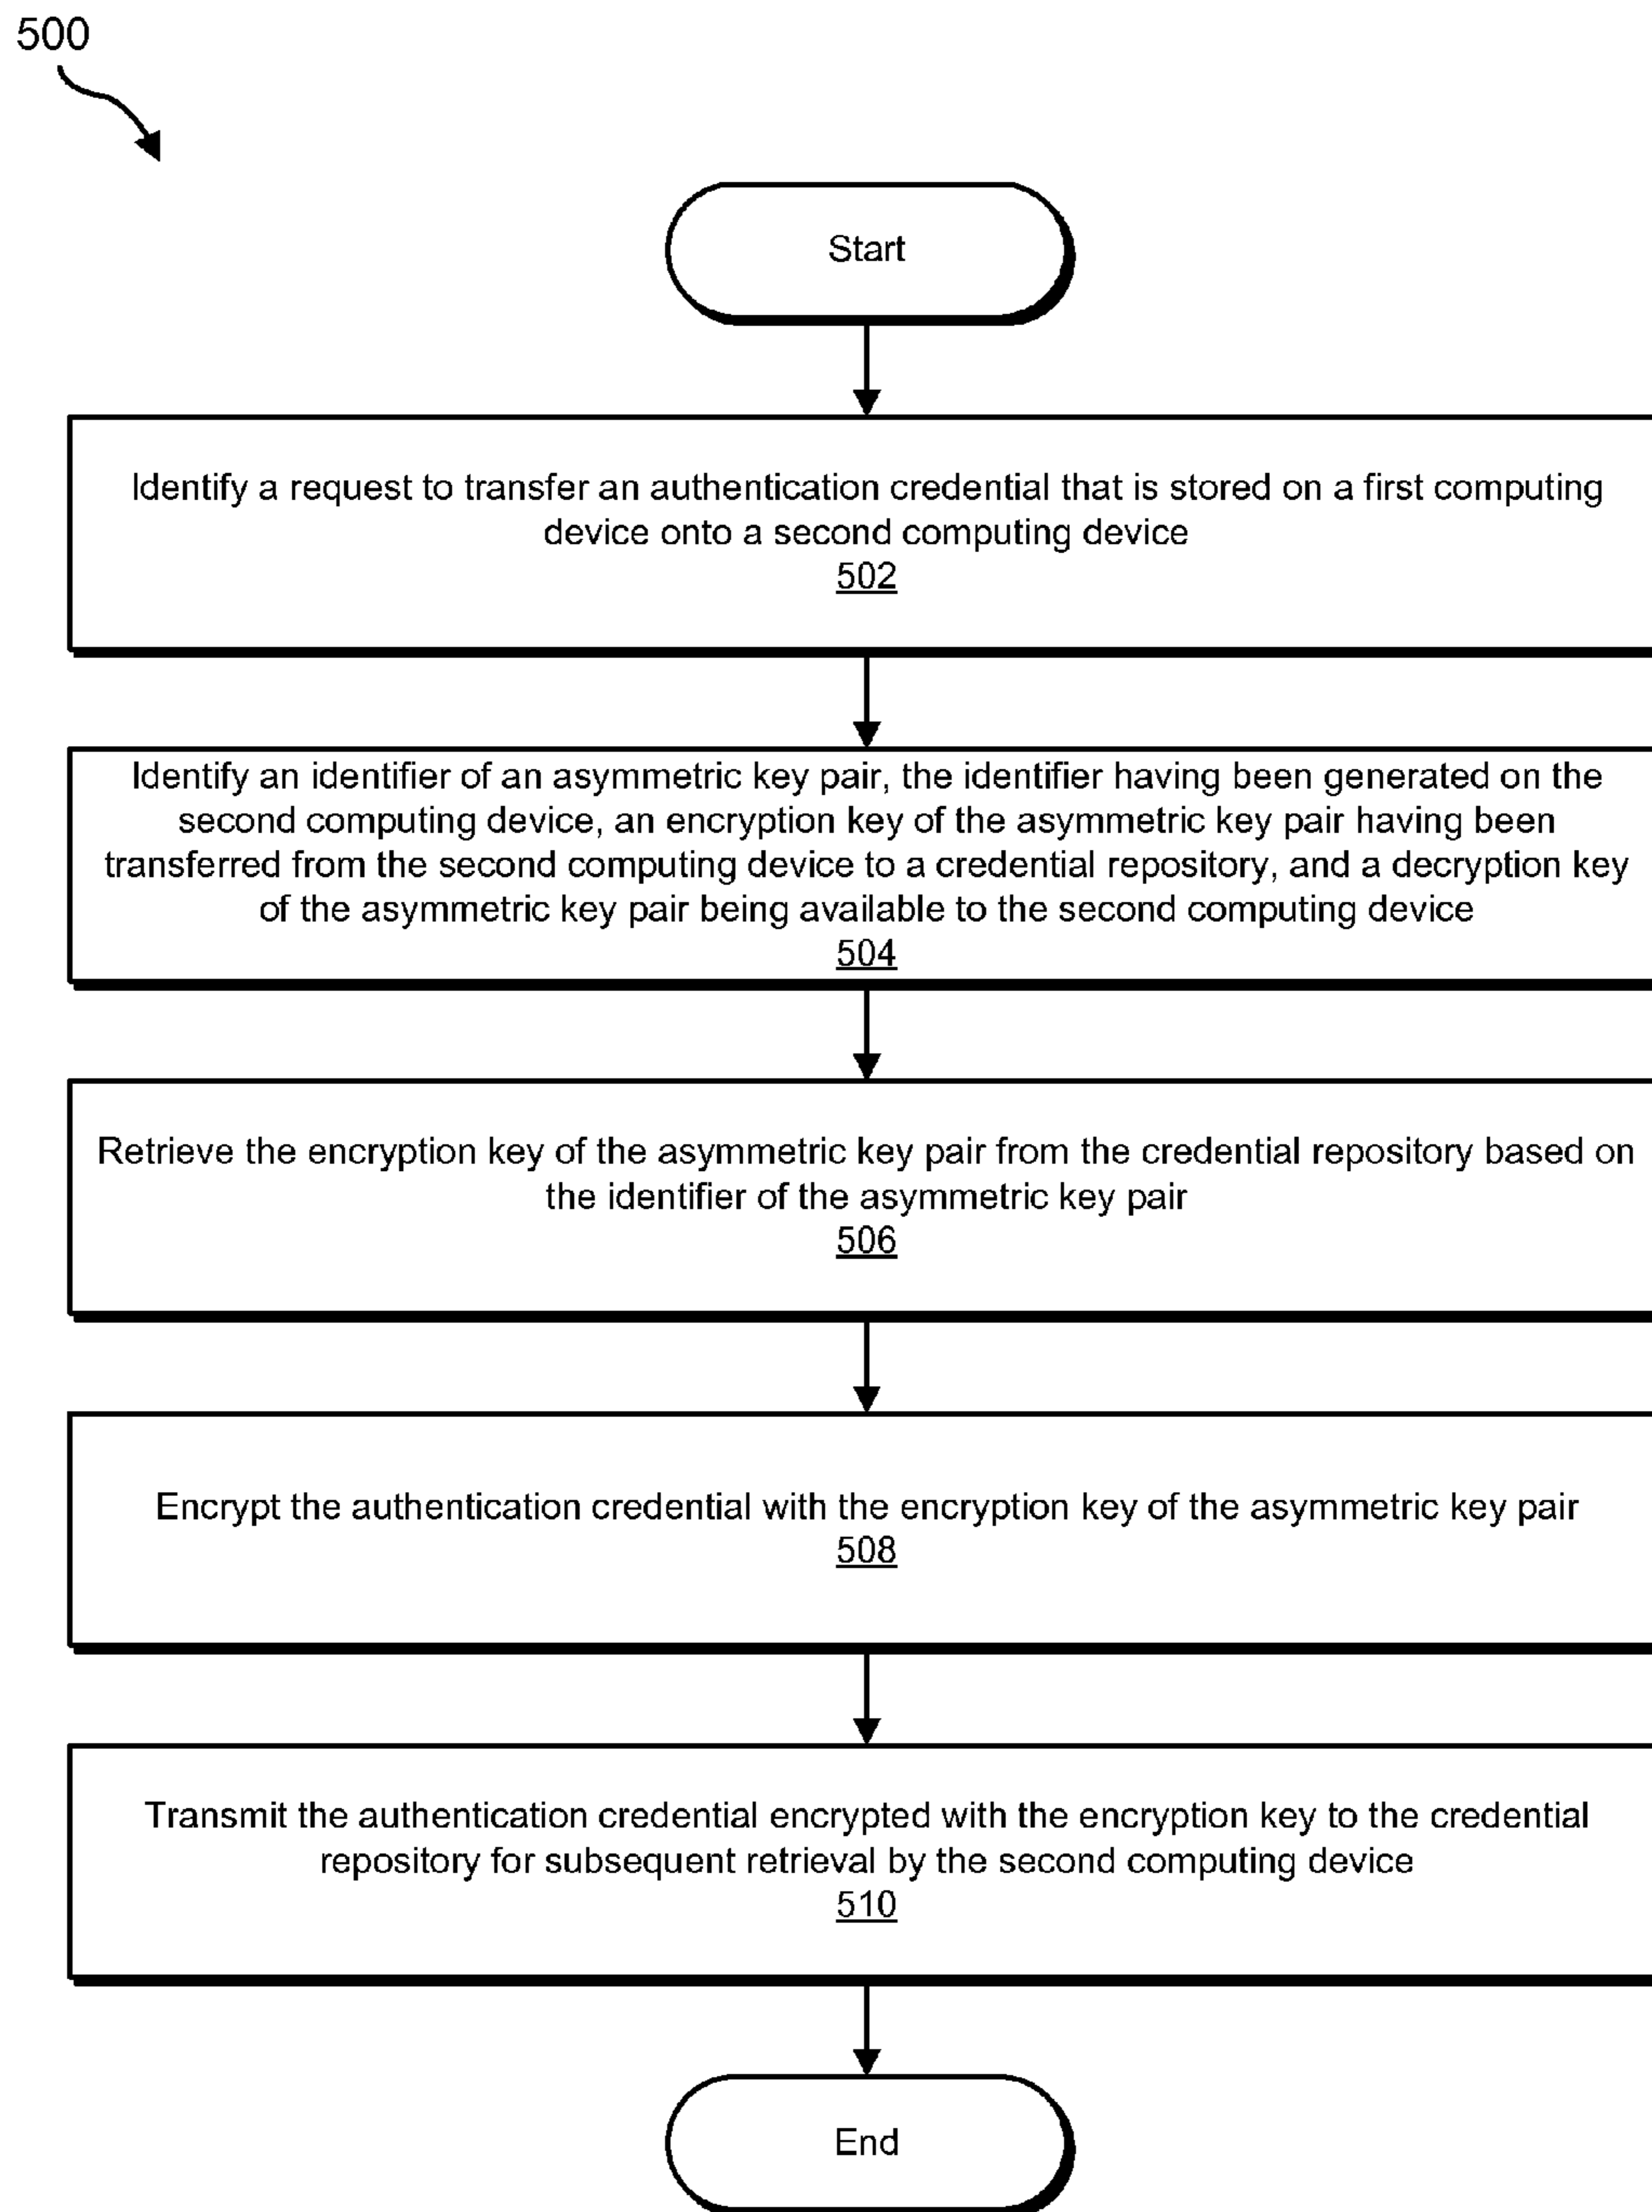 500
Start
Identify a request to transfer an authentication credential that is stored on a first computing
device onto a second computing device
502
Identify an identifier of an asymmetric key pair, the identifier having been generated on the
second computing device, an encryption key of the asymmetric key pair having been
transferred from the second computing device to a credential repository, and a decryption key
of the asymmetric key pair being available to the second computing device
504
Retrieve the encryption key of the asymmetric key pair from the credential repository based on
the identifier of the asymmetric key pair
506
Encrypt the authentication credential with the encryption key of the asymmetric key pair
508
Transmit the authentication credential encrypted with the encryption key to the credential
repository for subsequent retrieval by the second computing device
510
End